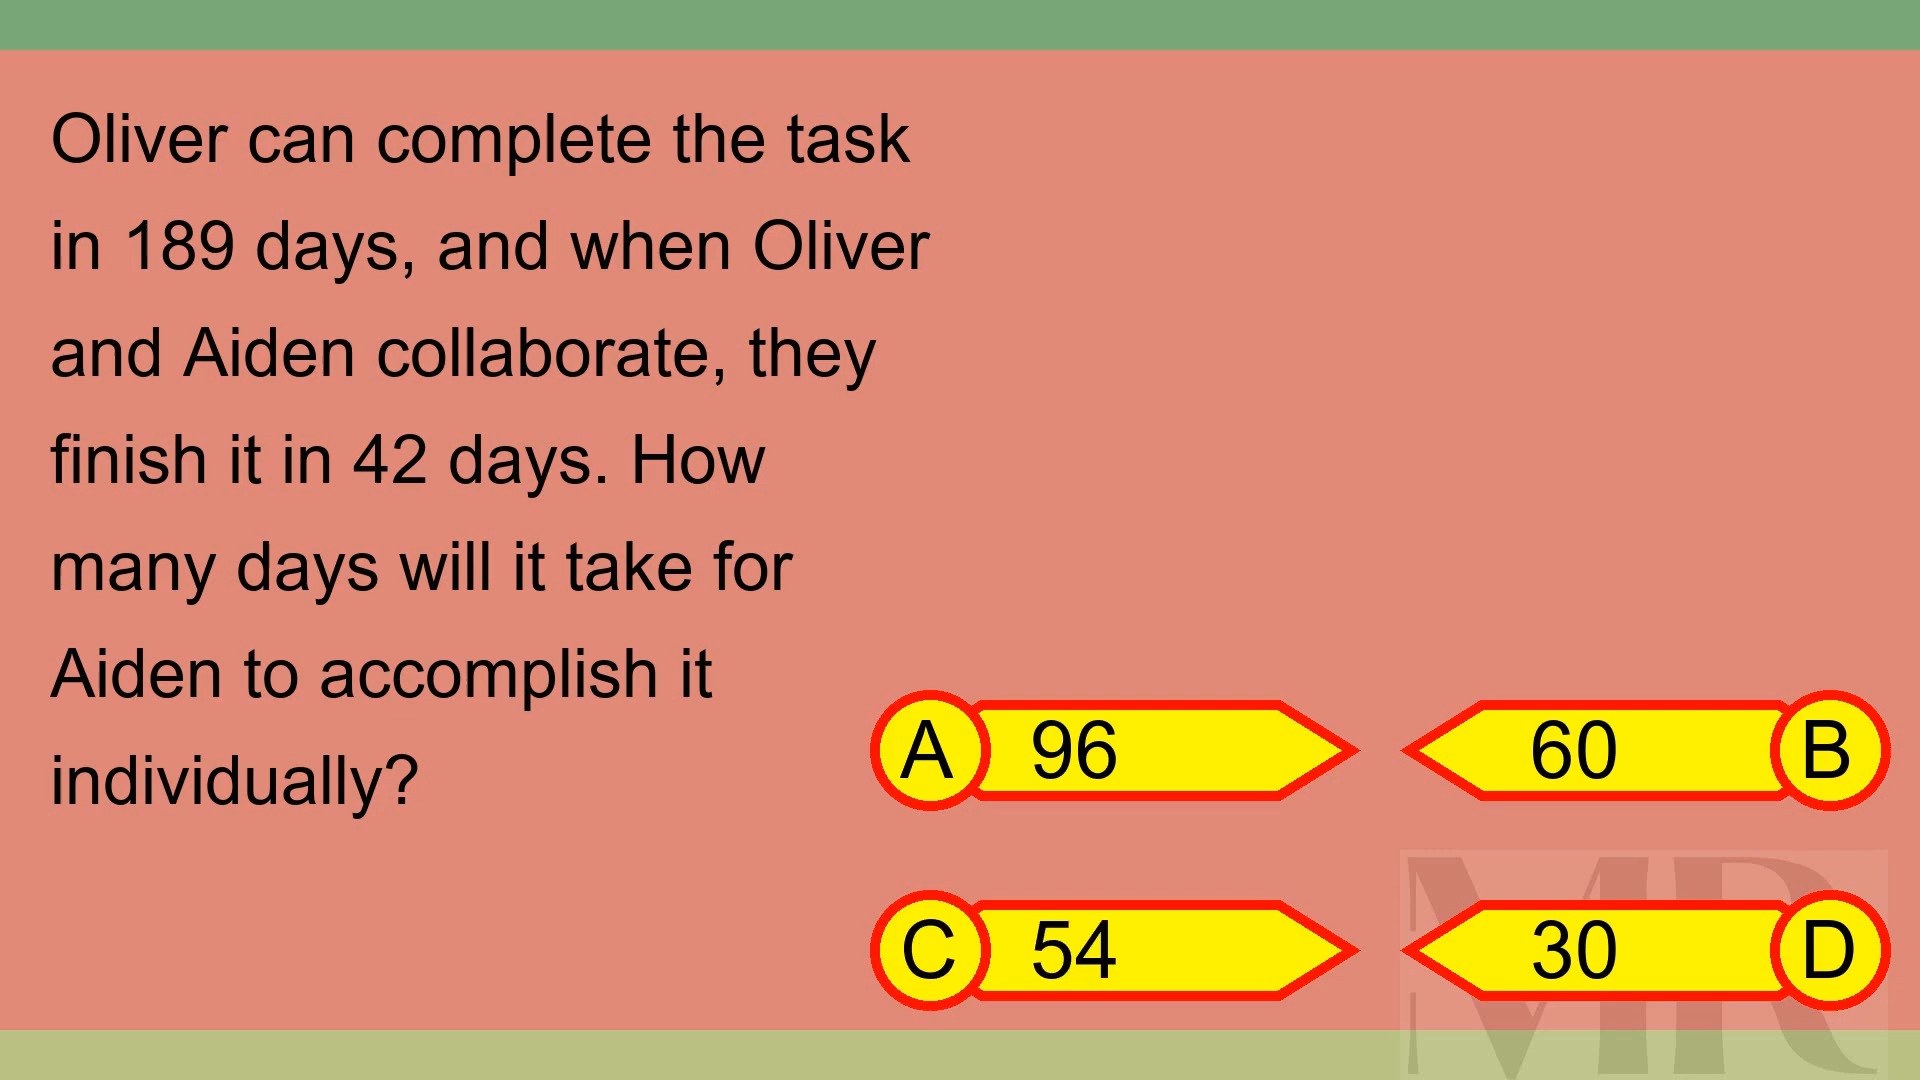 Oliver can complete the task
in 189 days, and when Oliver
and Aiden collaborate, they
finish it in 42 days. How
many days will it take for
Aiden to accomplish it
individually?
A 96
60 B
C 54
30 D
MR